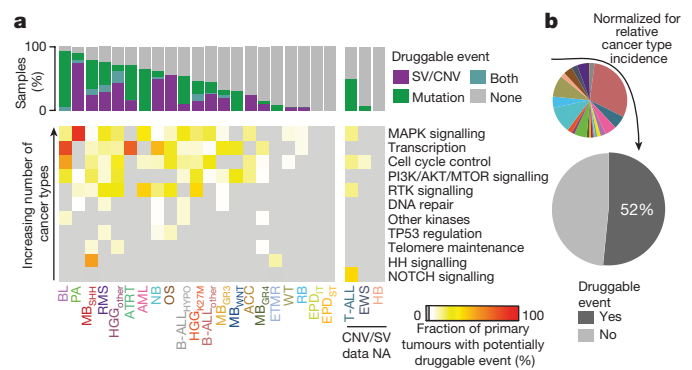 a
100
0
Samples
(%)
Druggable event
SV/CNV
Both
Mutation
None
Increasing number of
cancer types
MAPK signalling
Transcription
Cell cycle control
PI3K/AKT/MTOR signalling
RTK signalling
DNA repair
Other kinases
TP53 regulation
Telomere maintenance
HH signalling
NOTCH signalling
BL
PA
MBSHH
RMS
HGGother
ATRT
AML
NB
OS
B-ALLHYPO
HGGK27M
B-ALLother
MBGR3
MBWNT
ACC
MBGR4
ETMR
WT
RB
EPDIT
EPDST
T-ALL
EWS
HB
CNV/SV
data NA
0
100
Fraction of primary
tumours with potentially
druggable event (%)
b
Normalized for
relative
cancer type
incidence
52%
Druggable
event
Yes
No